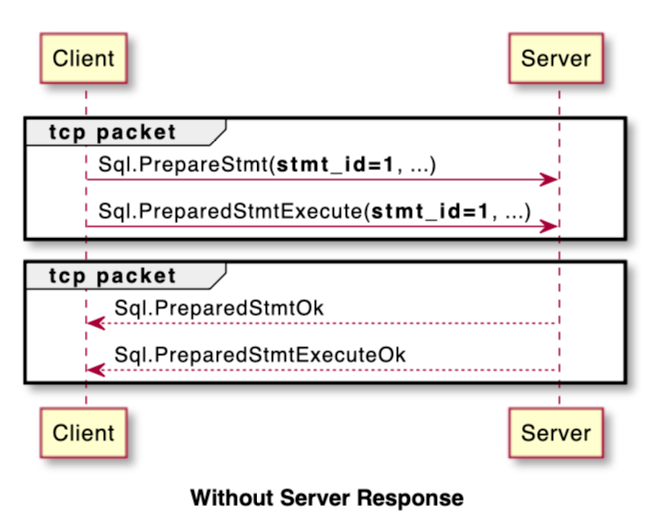 Client Server
tcp packet
Sql.PrepareStmt(stmt_id=1, ...)
Sql.PreparedStmtExecute(stmt_id=1, ...)
tcp packet
Sql.PreparedStmtOk
Sql.PreparedStmtExecuteOk
Client Server
Without Server Response